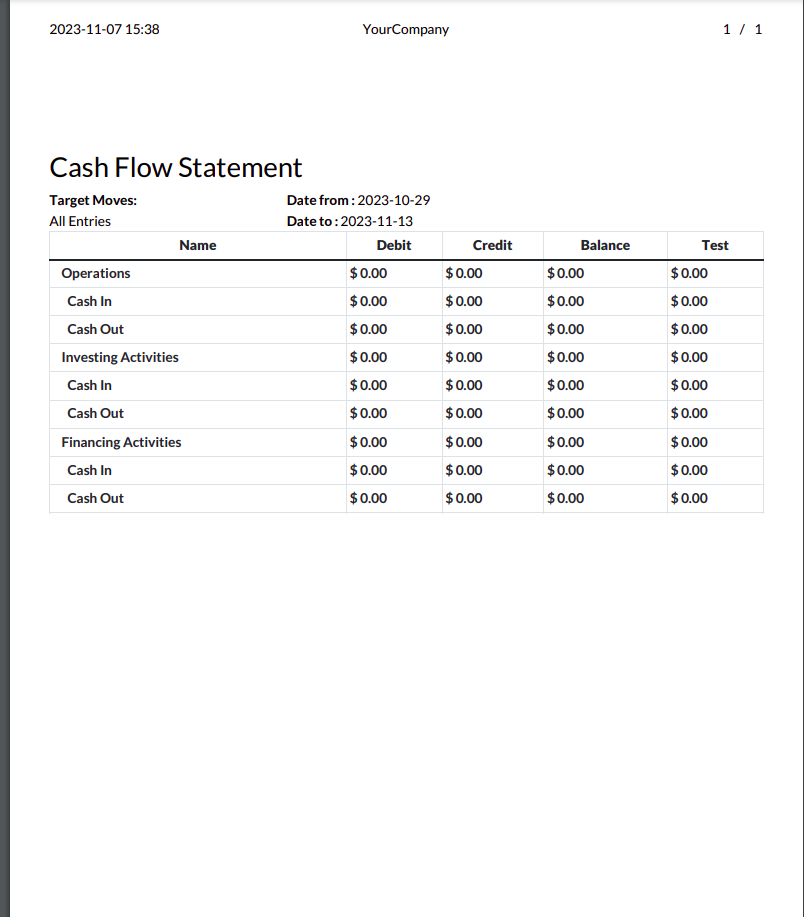 2023-11-07 15:38 YourCompany 1 / 1
Cash Flow Statement
Target Moves: Date from : 2023-10-29
All Entries Date to : 2023-11-13
Name Debit Credit Balance Test
Operations $ 0.00 $ 0.00 $ 0.00 $ 0.00
Cash In $ 0.00 $ 0.00 $ 0.00 $ 0.00
Cash Out $ 0.00 $ 0.00 $ 0.00 $ 0.00
Investing Activities $ 0.00 $ 0.00 $ 0.00 $ 0.00
Cash In $ 0.00 $ 0.00 $ 0.00 $ 0.00
Cash Out $ 0.00 $ 0.00 $ 0.00 $ 0.00
Financing Activities $ 0.00 $ 0.00 $ 0.00 $ 0.00
Cash In $ 0.00 $ 0.00 $ 0.00 $ 0.00
Cash Out $ 0.00 $ 0.00 $ 0.00 $ 0.00